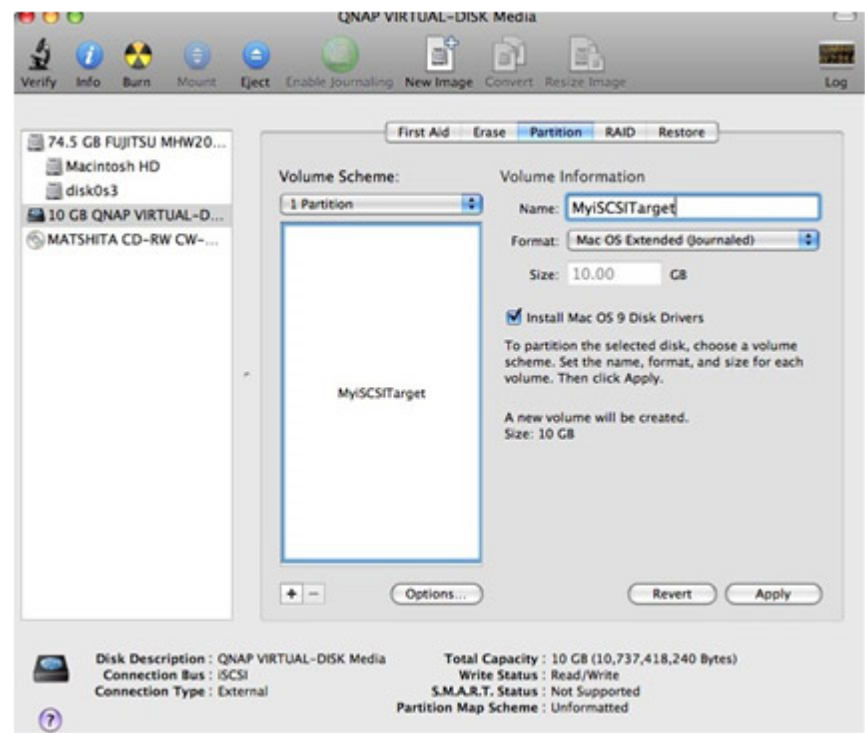 QNAP VIRTUAL-DISK Media
Verify Info Burn Mount Eject Enable Journaling New Image Convert Resize Image Log
First Aid Erase Partition RAID Restore
74.5 GB FUJITSU MHW20...
Macintosh HD
disk0s3
10 GB QNAP VIRTUAL-D...
MATSHITA CD-RW CW-...
Volume Scheme:
1 Partition
MyiSCSITarget
+ - Options...
Volume Information
Name: MyiSCSITarget
Format: Mac OS Extended (Journaled)
Size: 10.00 GB
Install Mac OS 9 Disk Drivers
To partition the selected disk, choose a volume
scheme. Set the name, format, and size for each
volume. Then click Apply.
A new volume will be created.
Size: 10 GB
Revert Apply
Disk Description : QNAP VIRTUAL-DISK Media
Connection Bus : iSCSI
Connection Type : External
Total Capacity : 10 GB (10,737,418,240 Bytes)
Write Status : Read/Write
S.M.A.R.T. Status : Not Supported
Partition Map Scheme : Unformatted
?